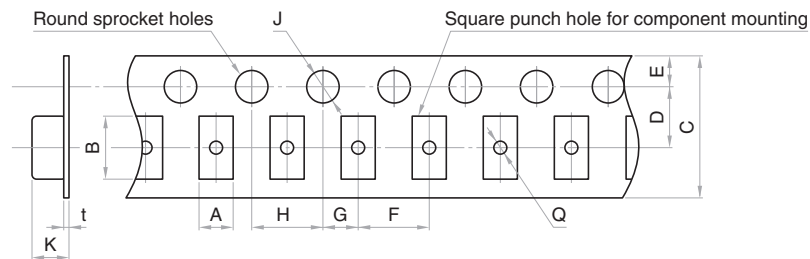 Round sprocket holes
J
Square punch hole for component mounting
E
D
C
B
t
A
H
G
F
Q
K